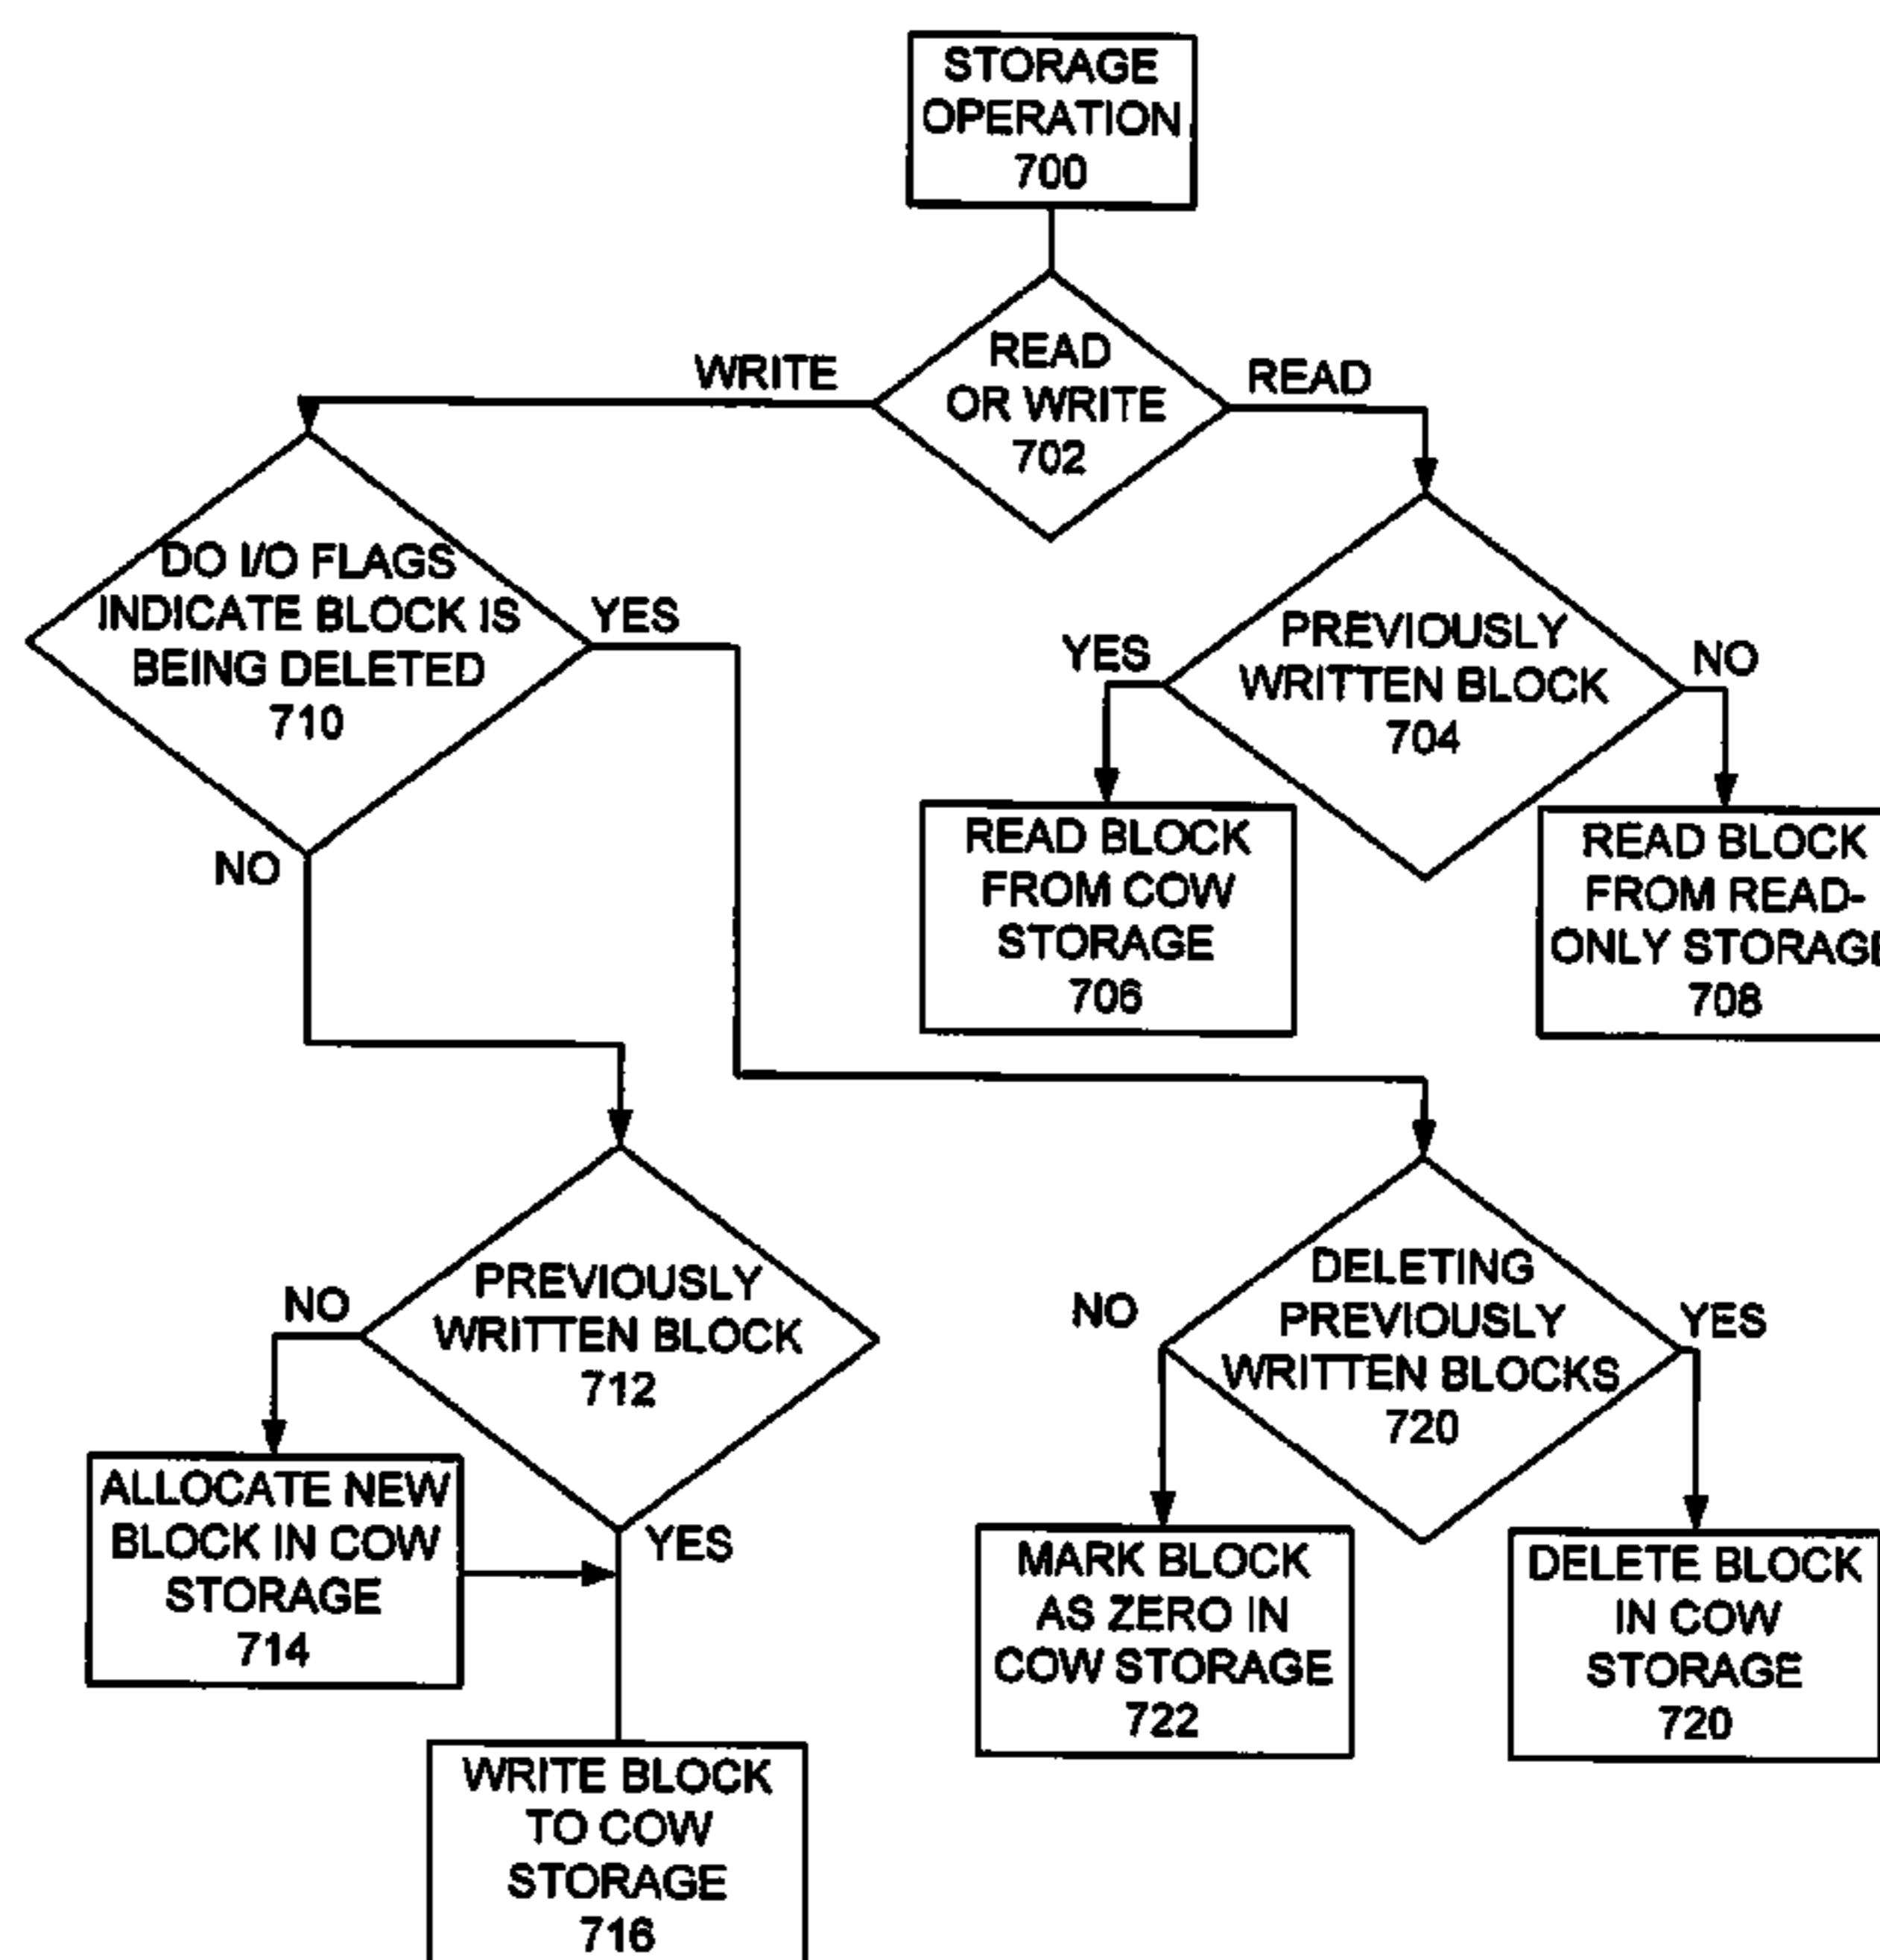 STORAGE
OPERATION
700
READ
OR WRITE
702
WRITE
READ
DO I/O FLAGS
INDICATE BLOCK IS
BEING DELETED
710
YES
NO
PREVIOUSLY
WRITTEN BLOCK
704
YES
NO
READ BLOCK
FROM COW
STORAGE
706
READ BLOCK
FROM READ-
ONLY STORAGE
708
PREVIOUSLY
WRITTEN BLOCK
712
NO
YES
DELETING
PREVIOUSLY
WRITTEN BLOCKS
720
NO
YES
ALLOCATE NEW
BLOCK IN COW
STORAGE
714
MARK BLOCK
AS ZERO IN
COW STORAGE
722
DELETE BLOCK
IN COW
STORAGE
720
WRITE BLOCK
TO COW
STORAGE
716